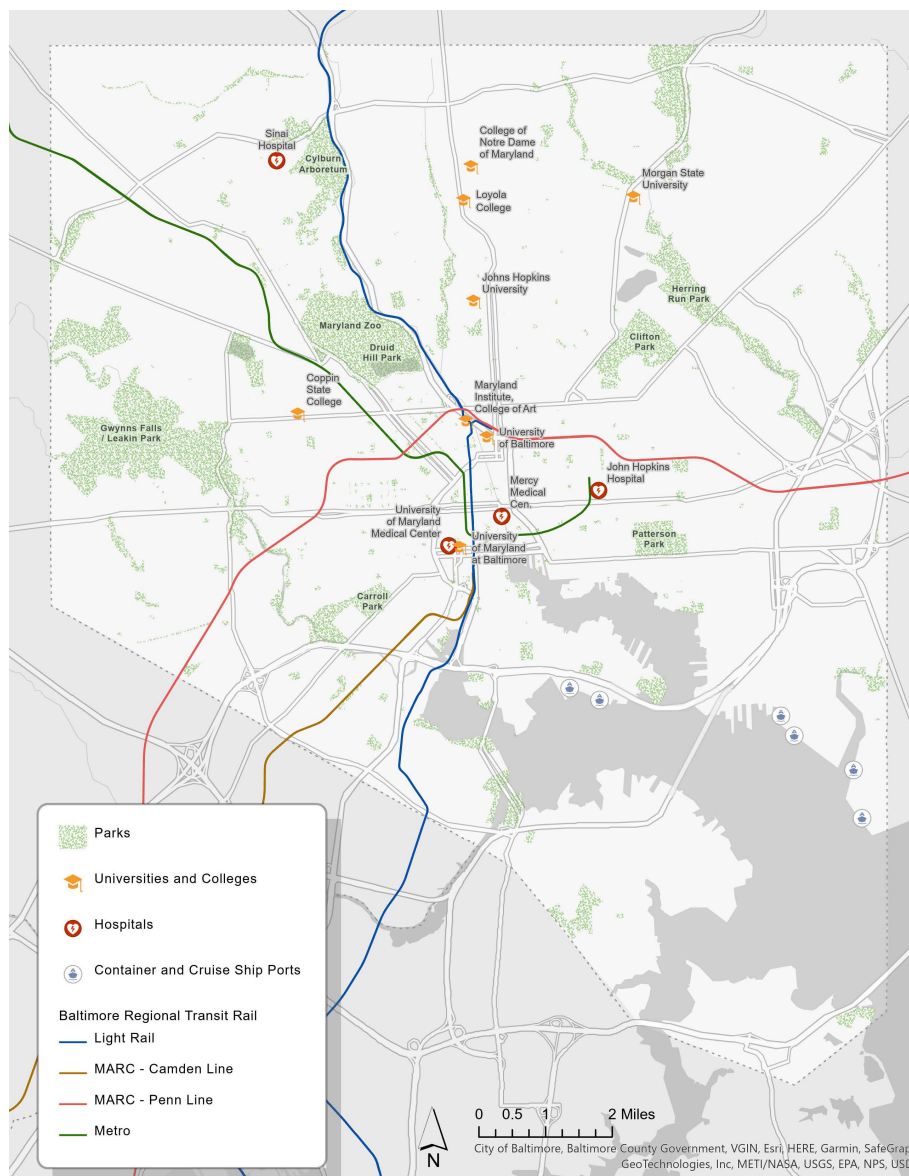 Sinai
Hospital
Cylburn
Arboretum
College of
Notre Dame
of Maryland
Loyola
College
Morgan State
University
Johns Hopkins
University
Herring
Run Park
Maryland Zoo
Druid
Hill Park
Clifton
Park
Coppin
State
College
Maryland
Institute,
College of Art
Gwynns Falls
/ Leakin Park
University
of Baltimore
John Hopkins
Hospital
Mercy
Medical
Cen.
University
of Maryland
Medical Center
University
of Maryland
at Baltimore
Patterson
Park
Carroll
Park
Parks
Universities and Colleges
Hospitals
Container and Cruise Ship Ports
Baltimore Regional Transit Rail
Light Rail
MARC - Camden Line
MARC - Penn Line
Metro
N
0 0.5 1 2 Miles
City of Baltimore, Baltimore County Government, VGIN, Esri, HERE, Garmin, SafeGrap
GeoTechnologies, Inc, METI/NASA, USGS, EPA, NPS, USD